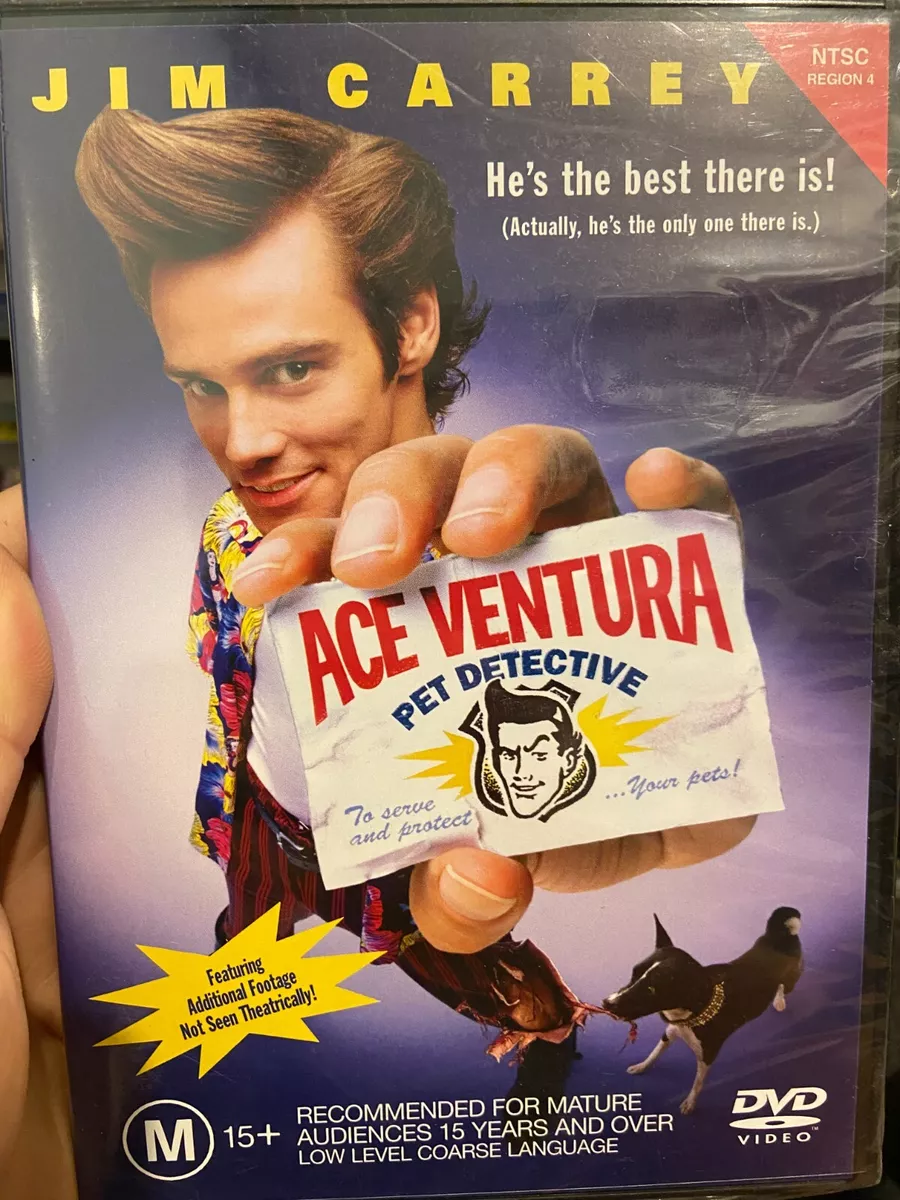 JIM CARREY
NTSC
REGION 4
He's the best there is!
(Actually, he's the only one there is.)
ACE VENTURA
PET DETECTIVE
To serve
and protect
...Your pets!
Featuring
Additional Footage
Not Seen Theatrically!
M 15+
RECOMMENDED FOR MATURE
AUDIENCES 15 YEARS AND OVER
LOW LEVEL COARSE LANGUAGE
DVD
VIDEO™